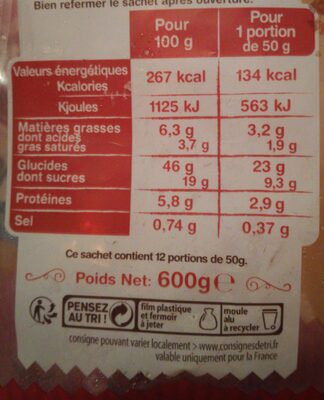 Bien refermer le sachet après ouverture.
Pour 100 g
Pour 1 portion de 50 g
Valeurs énergétiques
Kcalories 267 kcal 134 kcal
Kjoules 1125 kJ 563 kJ
Matières grasses 6,3 g 3,2 g
dont acides
gras saturés 3,7 g 1,9 g
Glucides 46 g 23 g
dont sucres 19 g 9,3 g
Protéines 5,8 g 2,9 g
Sel 0,74 g 0,37 g
Ce sachet contient 12 portions de 50g.
Poids Net: 600g e
PENSEZ AU TRI !
film plastique et fermoir à jeter
moule alu à recycler
consigne pouvant varier localement > www.consignesdetri.fr
valable uniquement pour la France